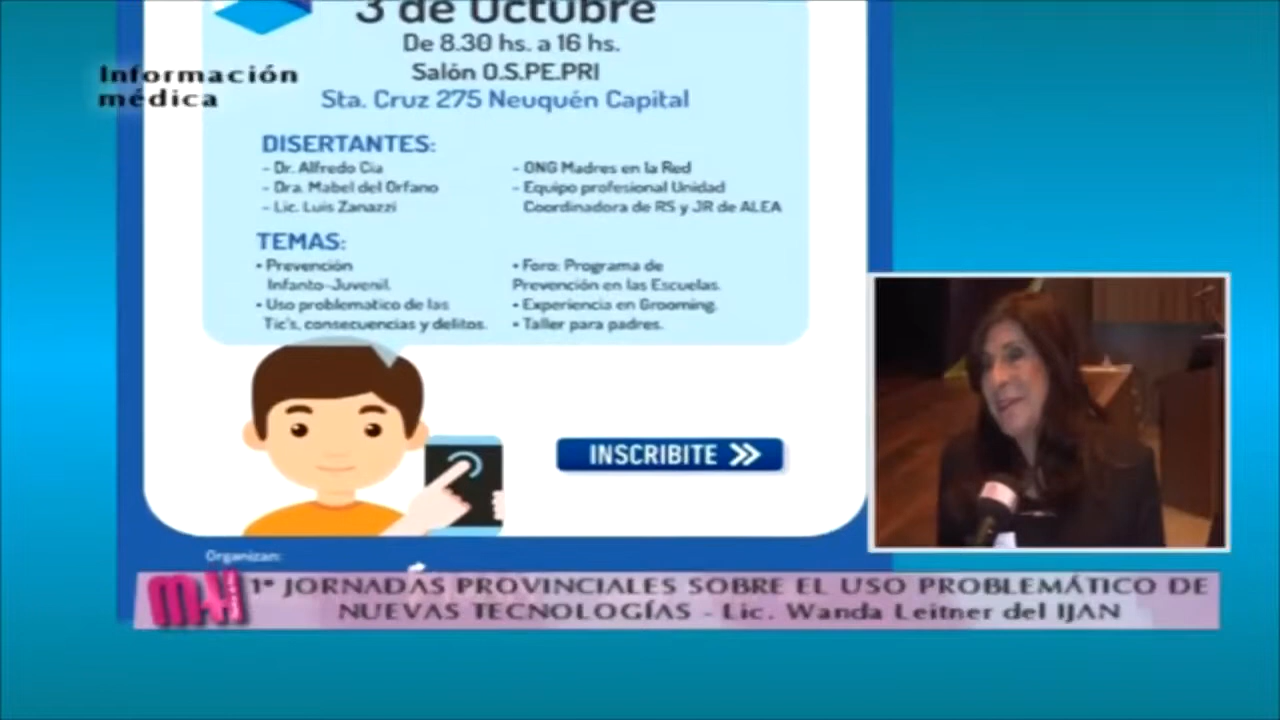 3 de Octubre
De 8.30 hs. a 16 hs.
Salón O.S.PE.PRI
Sta. Cruz 275 Neuquén Capital
Información
médica
DISERTANTES:
- Dr. Alfredo Cia
- Dra. Mabel del Orfano
- Lic. Luis Zanazzi
- ONG Madres en la Red
- Equipo profesional Unidad
Coordinadora de RS y JR de ALEA
TEMAS:
• Prevención
Infanto-Juvenil.
• Uso problematico de las
Tic's, consecuencias y delitos.
• Foro: Programa de
Prevención en las Escuelas.
• Experiencia en Grooming.
• Taller para padres.
INSCRIBITE
Organizan:
1ª JORNADAS PROVINCIALES SOBRE EL USO PROBLEMÁTICO DE
NUEVAS TECNOLOGÍAS - Lic. Wanda Leitner del IJAN